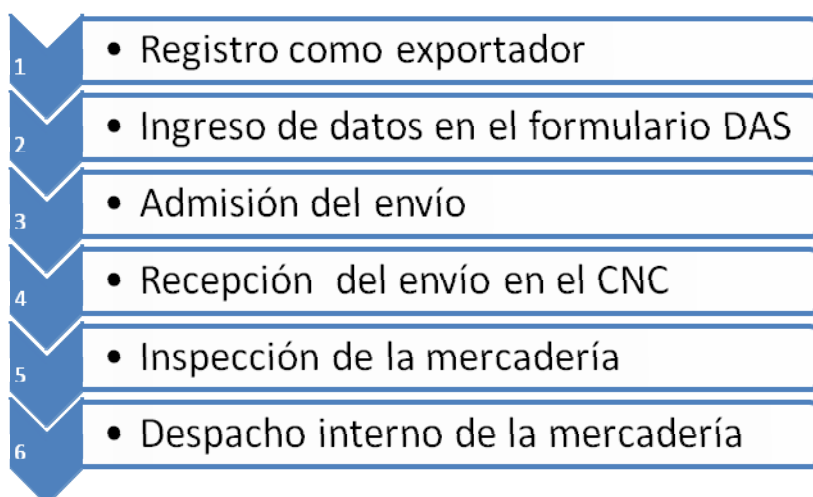 1 • Registro como exportador
2 • Ingreso de datos en el formulario DAS
3 • Admisión del envío
4 • Recepción del envío en el CNC
5 • Inspección de la mercadería
6 • Despacho interno de la mercadería